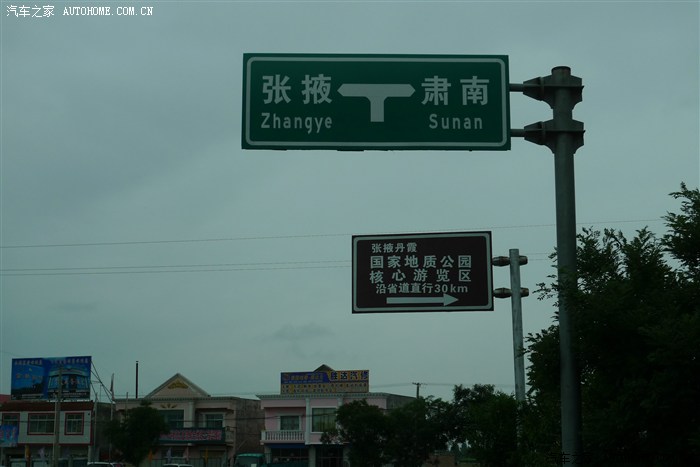 汽车之家 AUTOHOME.COM.CN
张掖 肃南
Zhangye Sunan
张掖丹霞
国家地质公园
核心游览区
沿省道直行30km